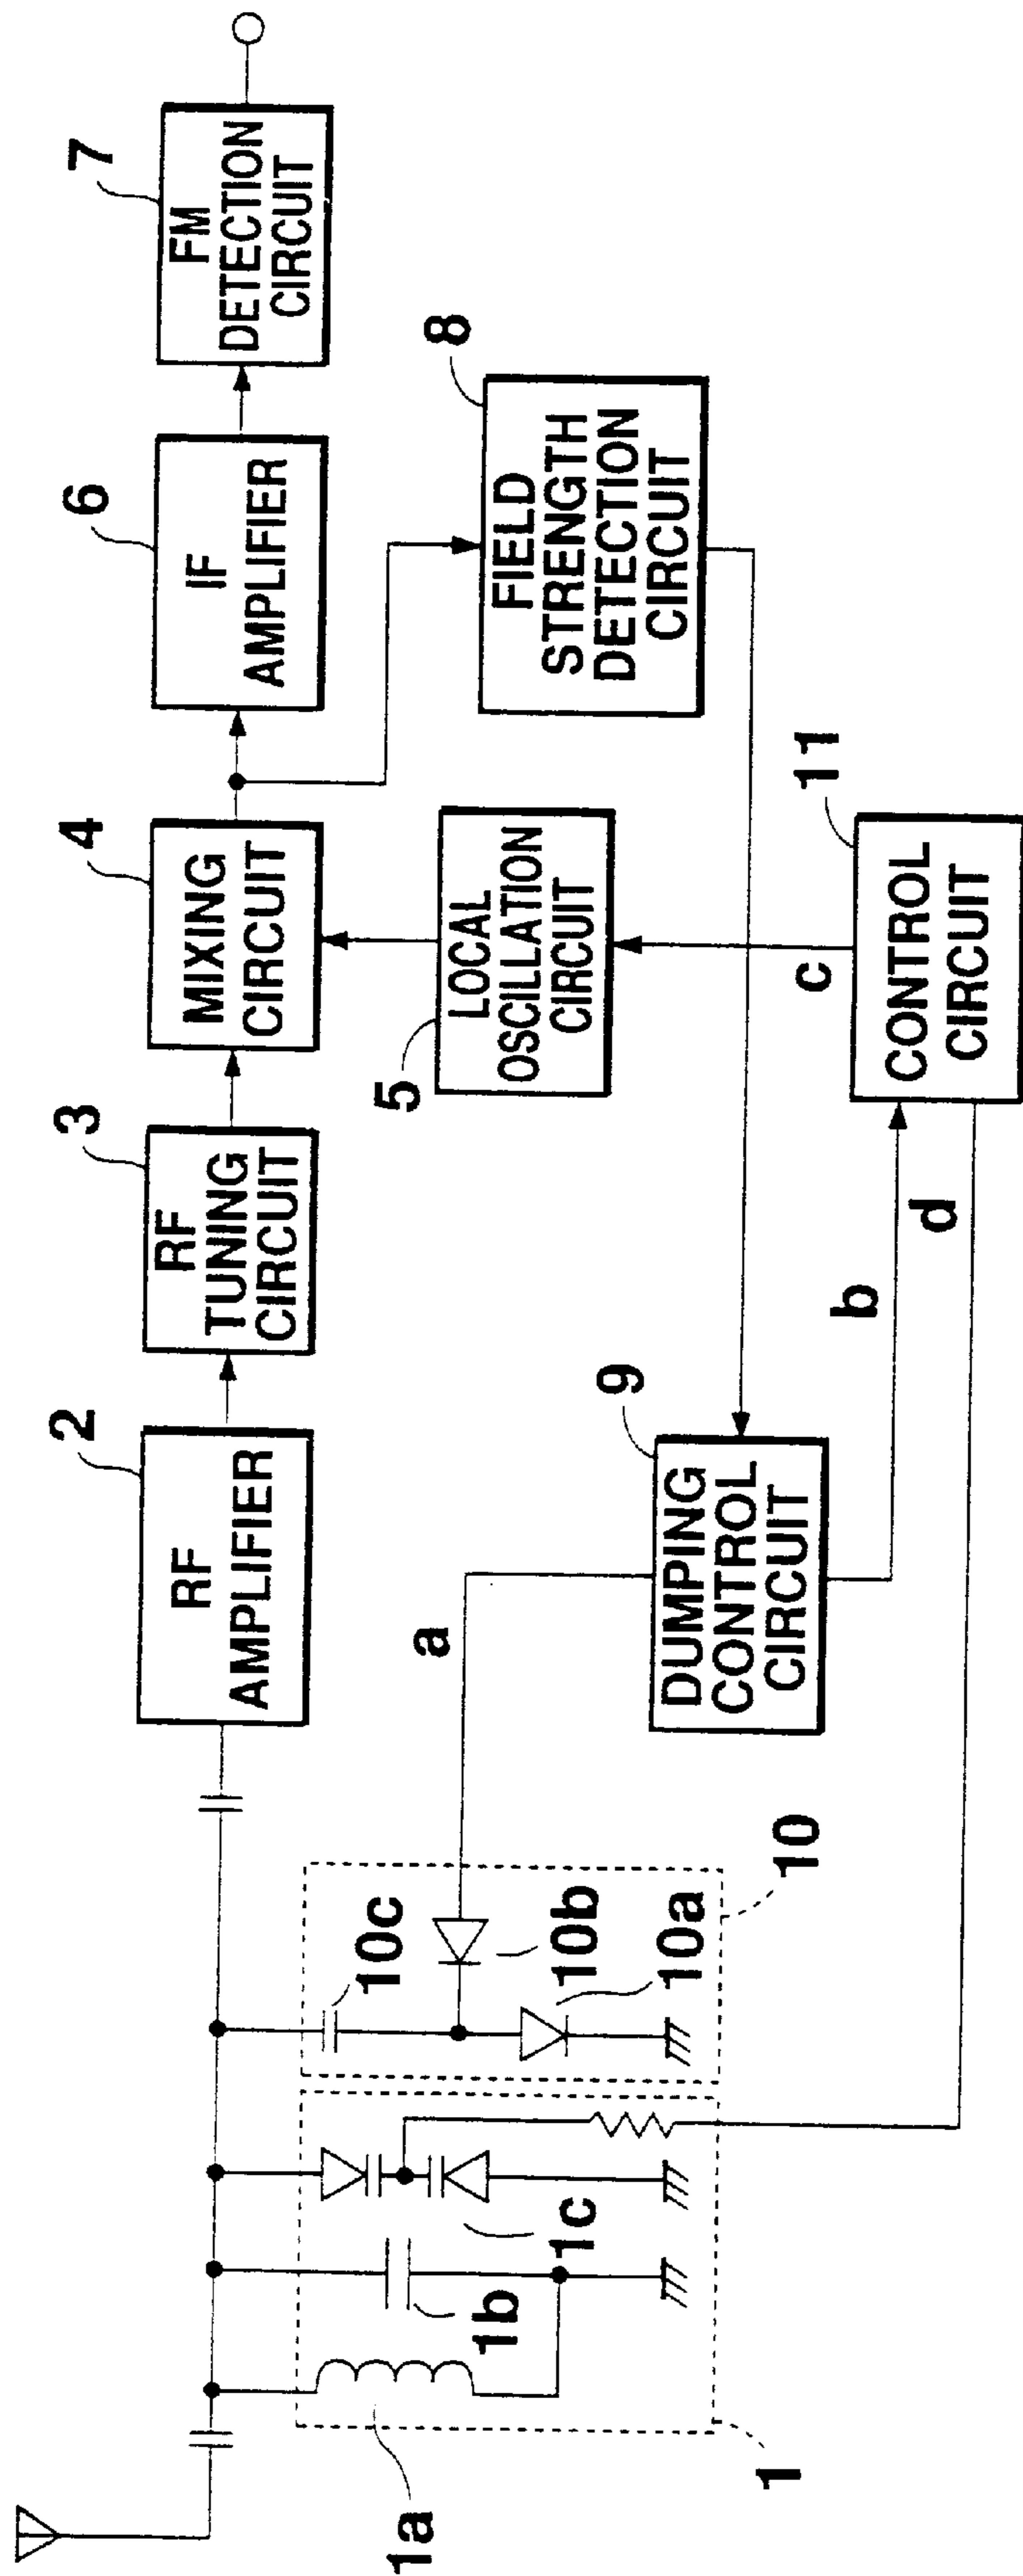 2
RF
AMPLIFIER
3
RF
TUNING
CIRCUIT
4
MIXING
CIRCUIT
6
IF
AMPLIFIER
7
FM
DETECTION
CIRCUIT
5
LOCAL
OSCILLATION
CIRCUIT
8
FIELD
STRENGTH
DETECTION
CIRCUIT
1a
1b
1c
1
10c
10b
10a
10
a
9
DUMPING
CONTROL
CIRCUIT
b
c
d
11
CONTROL
CIRCUIT